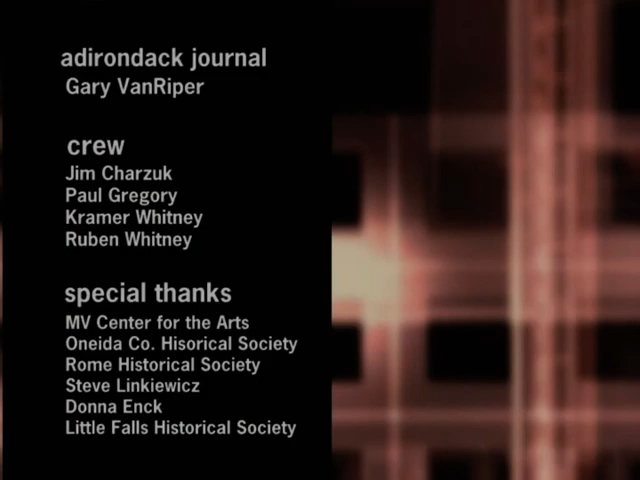 adirondack journal
Gary VanRiper
crew
Jim Charzuk
Paul Gregory
Kramer Whitney
Ruben Whitney
special thanks
MV Center for the Arts
Oneida Co. Hisorical Society
Rome Historical Society
Steve Linkiewicz
Donna Enck
Little Falls Historical Society